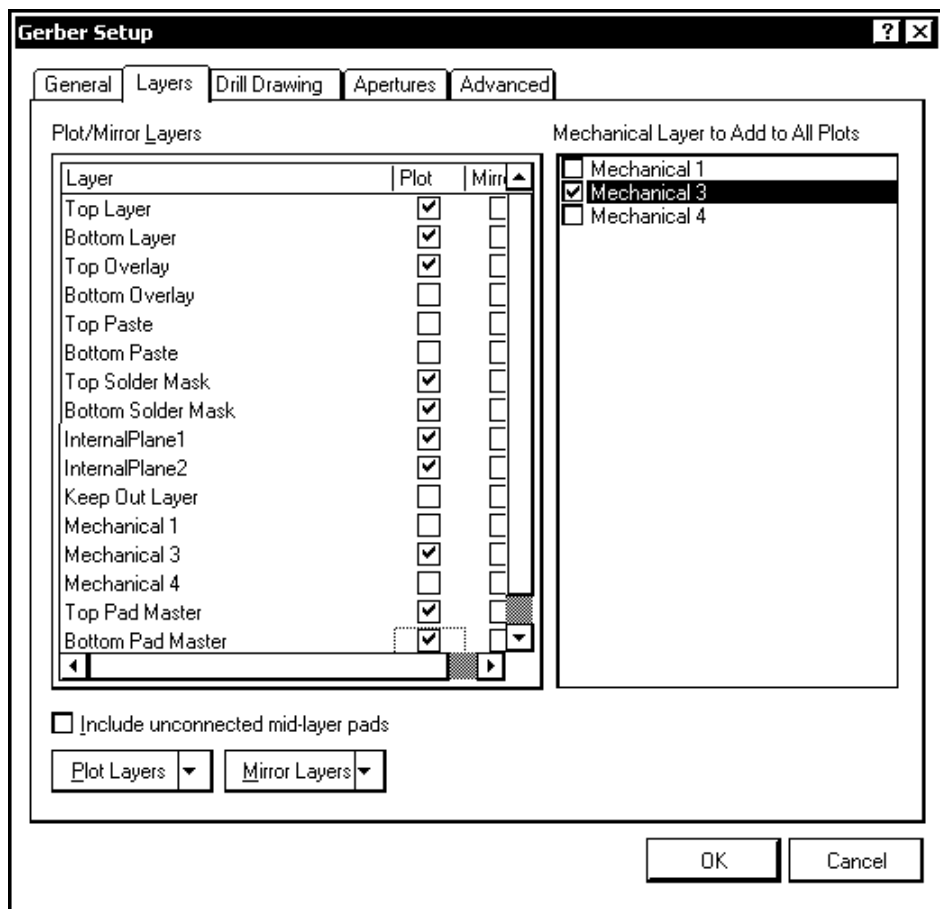 Gerber Setup
General Layers Drill Drawing Apertures Advanced
Plot/Mirror Layers
Layer Plot Mirr
Top Layer
Bottom Layer
Top Overlay
Bottom Overlay
Top Paste
Bottom Paste
Top Solder Mask
Bottom Solder Mask
InternalPlane1
InternalPlane2
Keep Out Layer
Mechanical 1
Mechanical 3
Mechanical 4
Top Pad Master
Bottom Pad Master
Mechanical Layer to Add to All Plots
Mechanical 1
Mechanical 3
Mechanical 4
Include unconnected mid-layer pads
Plot Layers Mirror Layers
OK Cancel